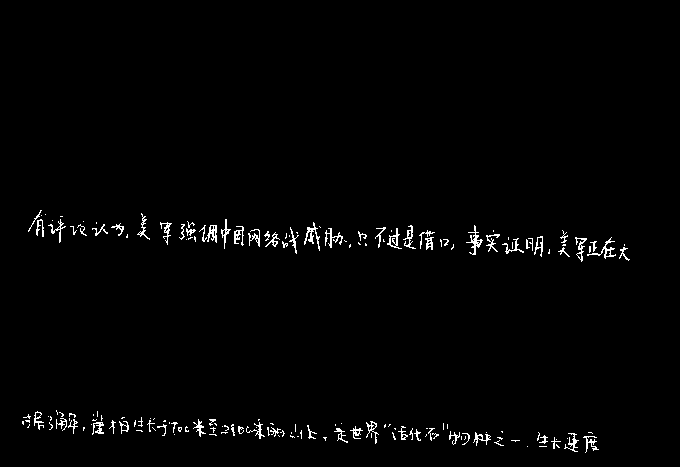 有评论认为,美军强调中国网络战威胁,只不过是借口,事实证明,美军正在大
据了解,崖柏生长于700米至2100米的山上,是世界“活化石”物种之一,生长速度